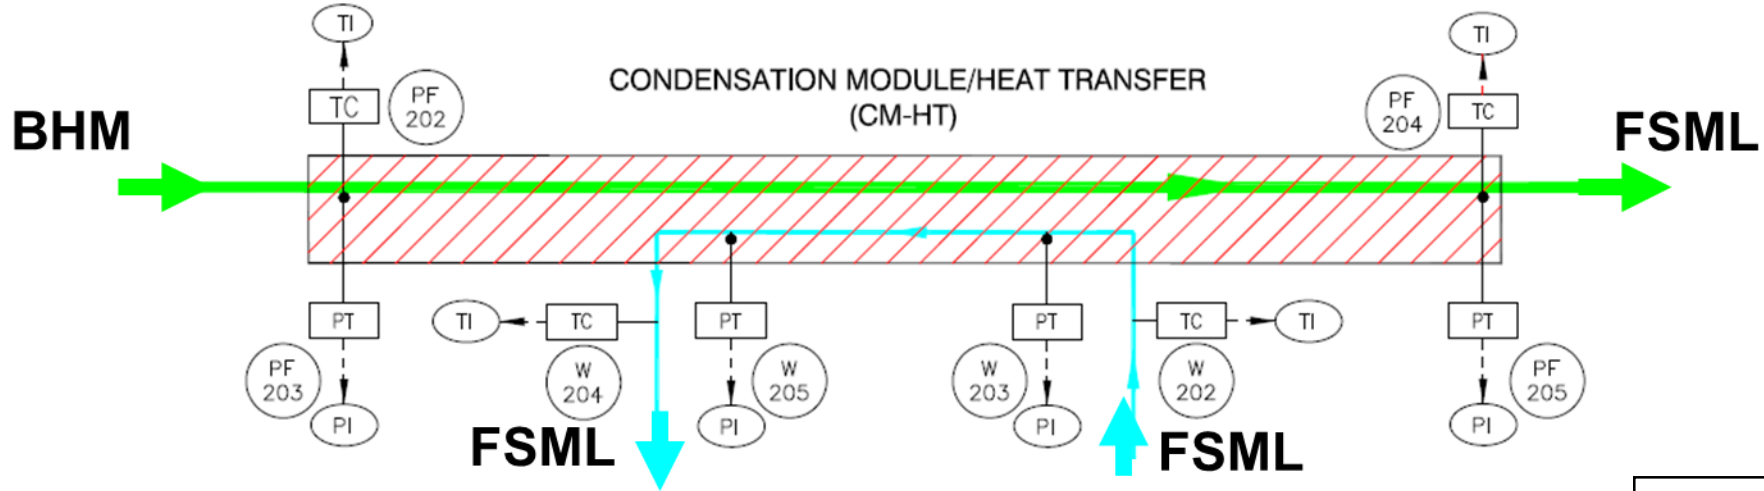 TI
TI
TC
PF
202
CONDENSATION MODULE/HEAT TRANSFER
(CM-HT)
PF
204
TC
BHM
FSML
PT
TI
TC
PT
PT
TC
TI
PT
PF
203
W
204
W
205
W
203
W
202
PF
205
PI
PI
PI
PI
FSML
FSML